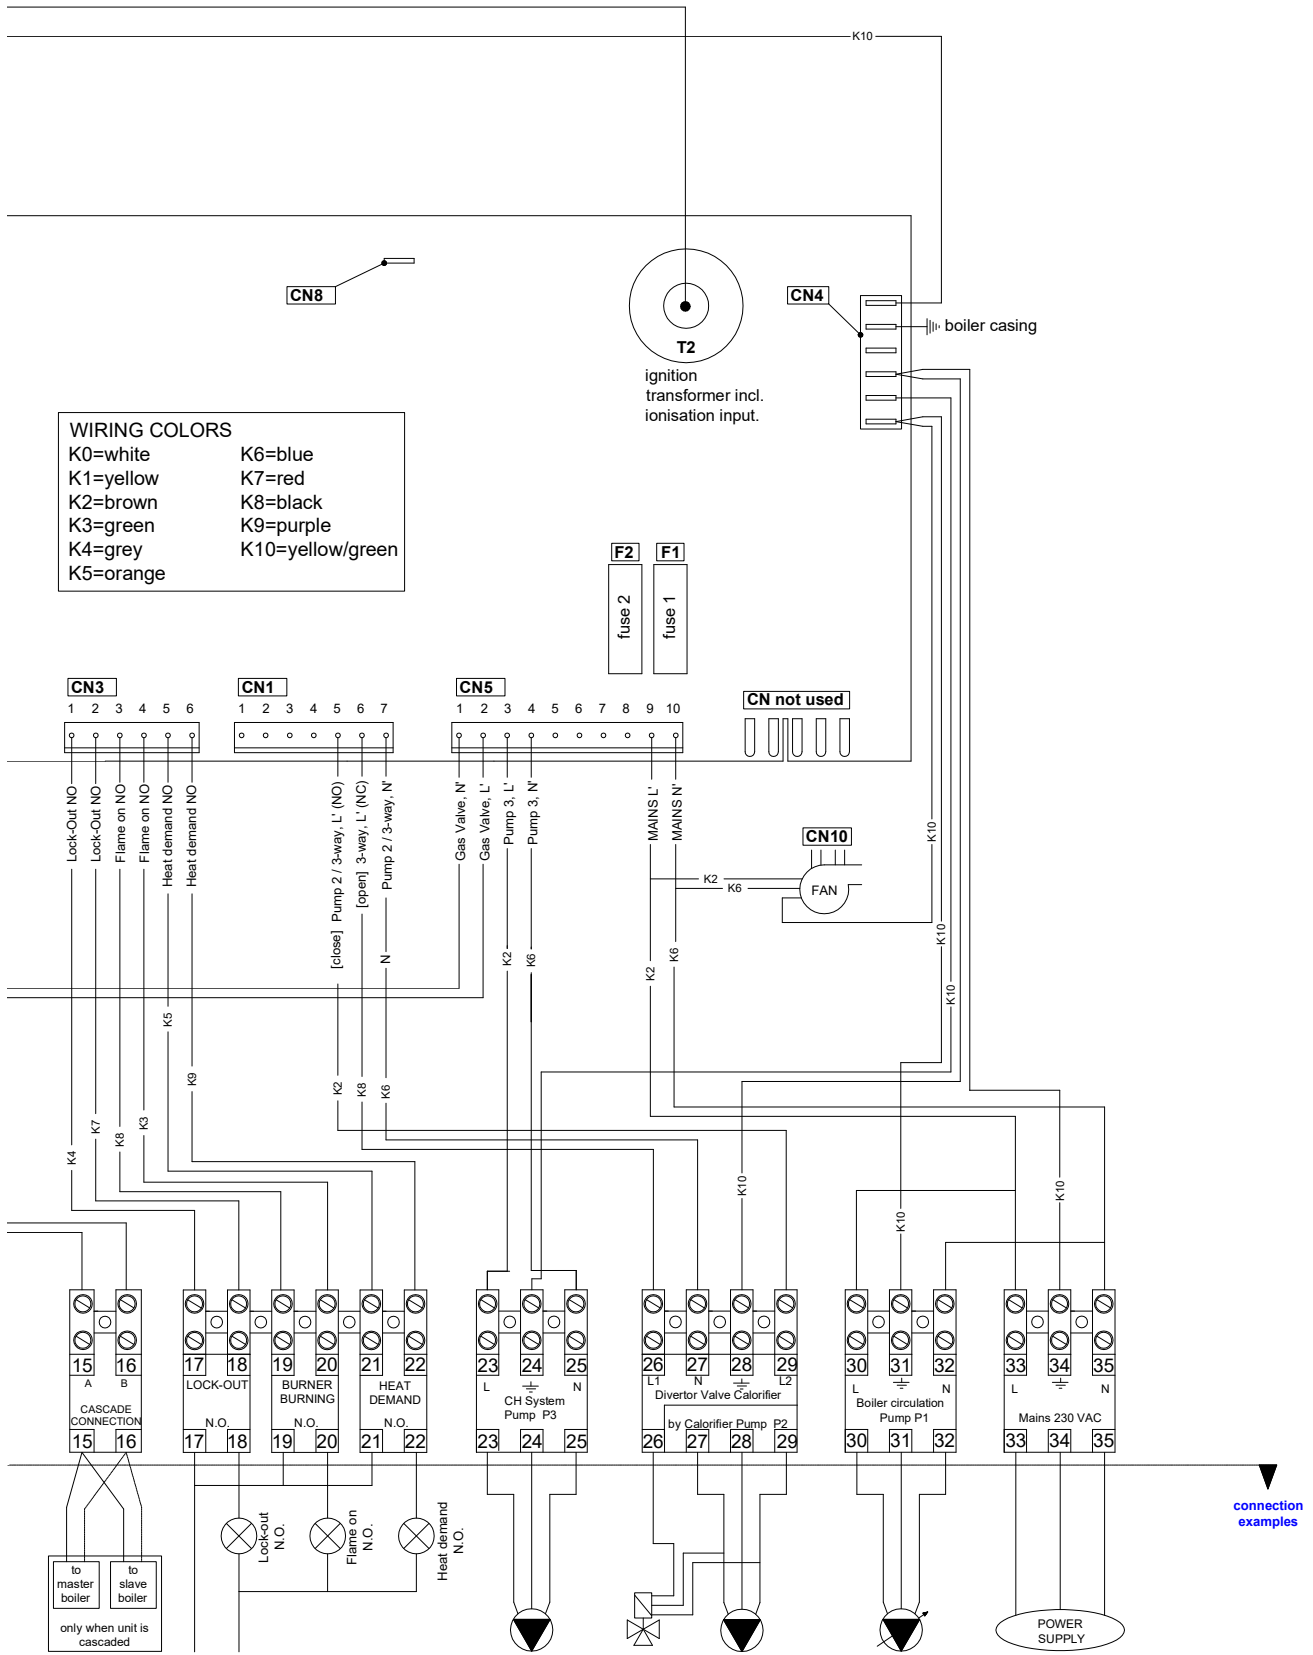 K10
CN8
CN4
boiler casing
T2
ignition
transformer incl.
ionisation input.
WIRING COLORS
K0=white K6=blue
K1=yellow K7=red
K2=brown K8=black
K3=green K9=purple
K4=grey K10=yellow/green
K5=orange
F2 F1
fuse 2 fuse 1
CN3 CN1 CN5 CN not used
1 2 3 4 5 6 1 2 3 4 5 6 7 1 2 3 4 5 6 7 8 9 10
Lock-Out NO
Lock-Out NO
Flame on NO
Flame on NO
Heat demand NO
Heat demand NO
[close] Pump 2 / 3-way, L' (NO)
[open] 3-way, L' (NC)
Pump 2 / 3-way, N'
N
Gas Valve, N'
Gas Valve, L'
Pump 3, L'
Pump 3, N'
MAINS L'
MAINS N'
CN10
FAN
K2
K6
K10
K10
K10
K2 K6 K2 K6
K5
K9
K2 K8 K6
K4 K7 K8 K3
K10 K10 K10
15 16 17 18 19 20 21 22 23 24 25 26 27 28 29 30 31 32 33 34 35
A B L N L1 N L2 L N L N
LOCK-OUT
BURNER
BURNING
HEAT
DEMAND
CH System
Pump P3
Divertor Valve Calorifier
by Calorifier Pump P2
Boiler circulation
Pump P1
Mains 230 VAC
CASCADE
CONNECTION
N.O. N.O. N.O.
15 16 17 18 19 20 21 22 23 24 25 26 27 28 29 30 31 32 33 34 35
connection
examples
Lock-out
N.O.
Flame on
N.O.
Heat demand
N.O.
to
master
boiler
to
slave
boiler
only when unit is
cascaded
POWER
SUPPLY